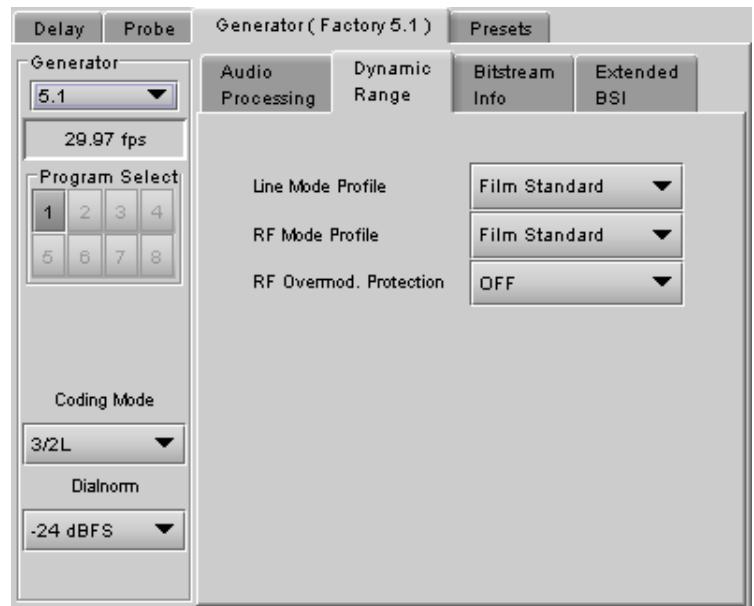 Delay Probe Generator ( Factory 5.1 ) Presets
Generator
5.1
29.97 fps
Program Select
1 2 3 4
5 6 7 8
Coding Mode
3/2L
Dialnorm
-24 dBFS
Audio
Processing
Dynamic
Range
Bitstream
Info
Extended
BSI
Line Mode Profile Film Standard
RF Mode Profile Film Standard
RF Overmod. Protection OFF